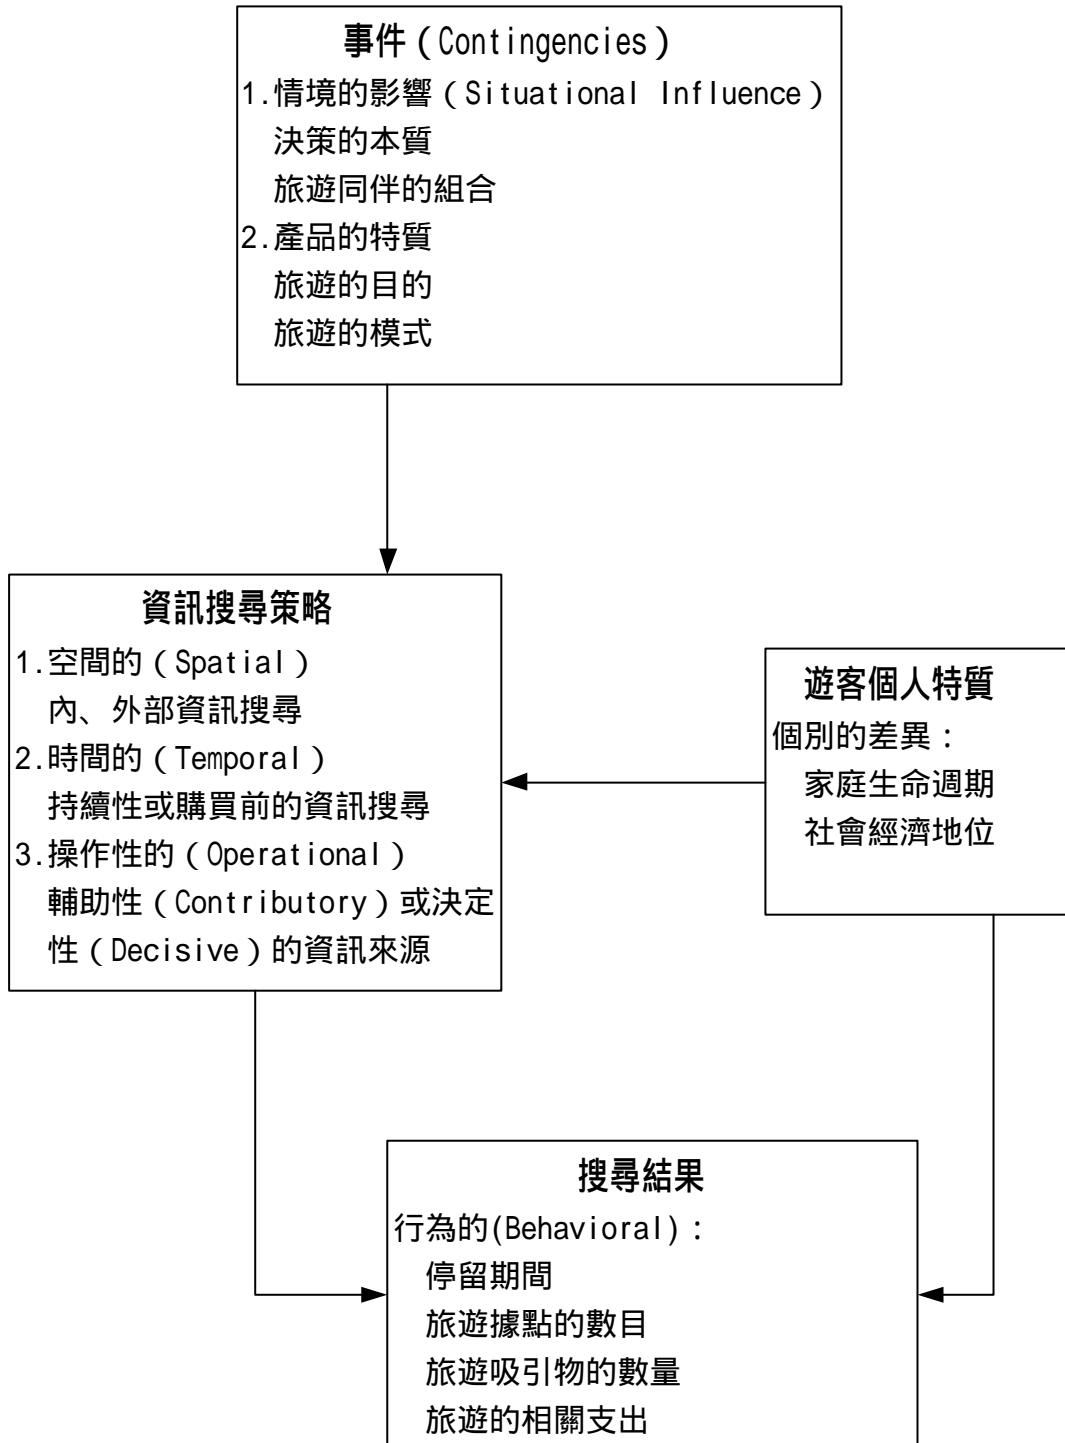 事件（Contingencies）
1.情境的影響（Situational Influence）
決策的本質
旅遊同伴的組合
2.產品的特質
旅遊的目的
旅遊的模式
資訊搜尋策略
1.空間的（Spatial）
內、外部資訊搜尋
2.時間的（Temporal）
持續性或購買前的資訊搜尋
3.操作性的（Operational）
輔助性（Contributory）或決定
性（Decisive）的資訊來源
遊客個人特質
個別的差異：
家庭生命週期
社會經濟地位
搜尋結果
行為的(Behavioral)：
停留期間
旅遊據點的數目
旅遊吸引物的數量
旅遊的相關支出